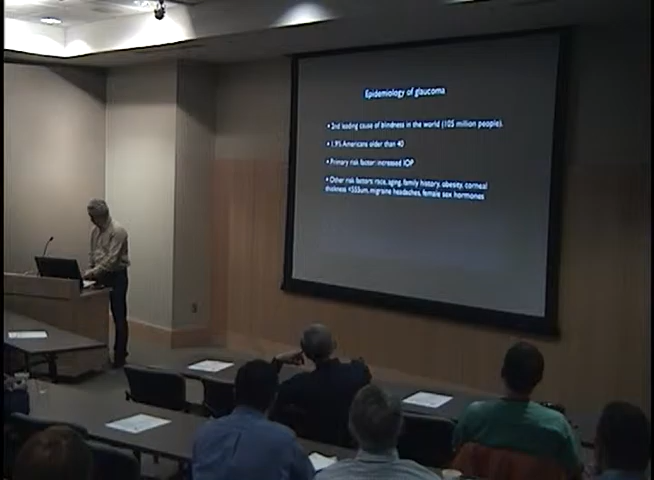 Epidemiology of glaucoma
• 2nd leading cause of blindness in the world (105 million people).
• 1.9% Americans older than 40
• Primary risk factor: increased IOP
• Other risk factors: race, aging, family history, obesity, corneal
thickness <555um, migraine headaches, female sex hormones